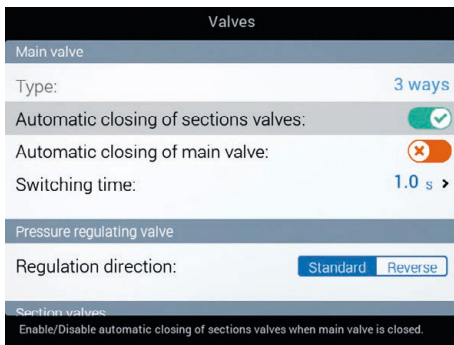 Valves
Main valve
Type: 3 ways
Automatic closing of sections valves:
Automatic closing of main valve:
Switching time: 1.0 s >
Pressure regulating valve
Regulation direction: Standard Reverse
Section valves
Enable/Disable automatic closing of sections valves when main valve is closed.